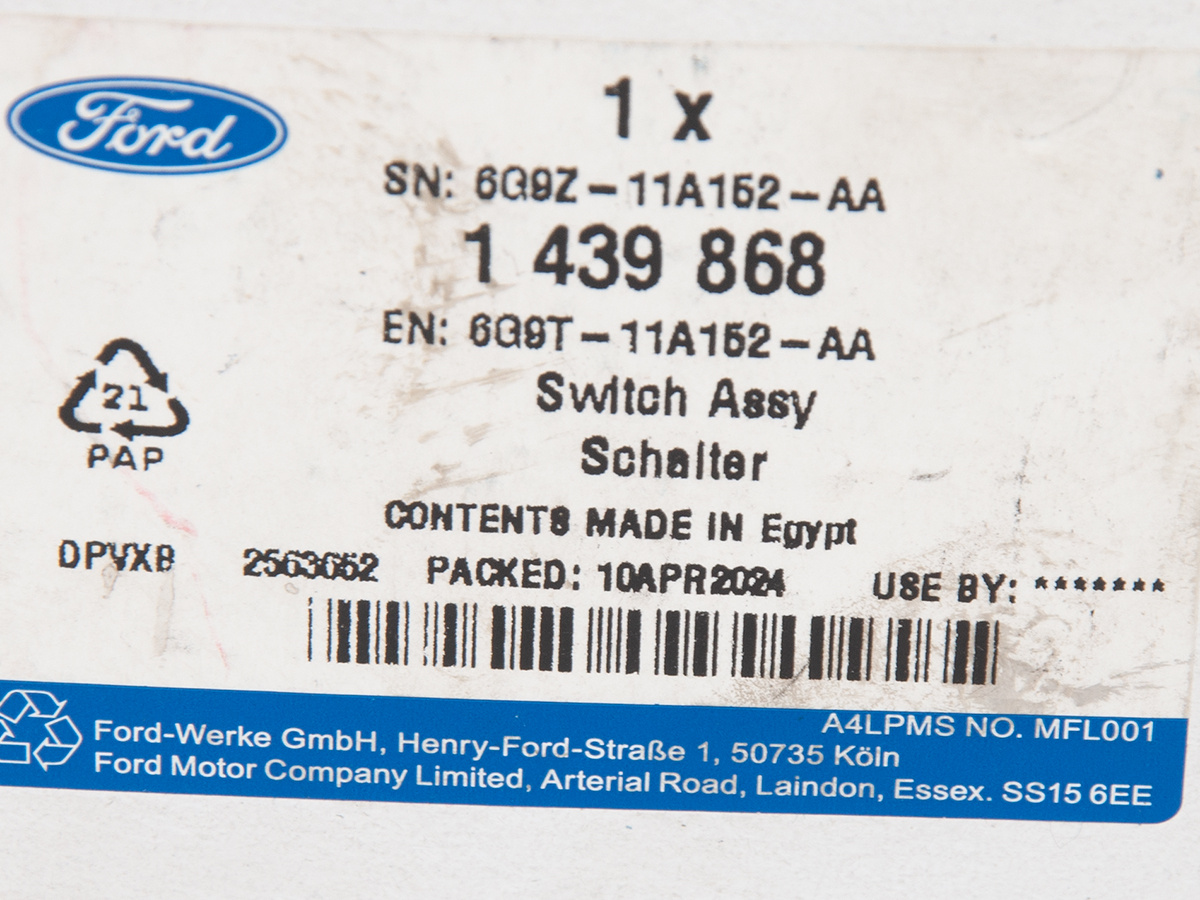 Ford
1 x
SN: 6G9Z-11A152-AA
1 439 868
EN: 6G9T-11A152-AA
Switch Assy
Schalter
21
PAP
CONTENTS MADE IN Egypt
PACKED: 10APR2024 USE BY: *******
A4LPMS NO. MFL001
Ford-Werke GmbH, Henry-Ford-Straße 1, 50735 Köln
Ford Motor Company Limited, Arterial Road, Laindon, Essex. SS15 6EE